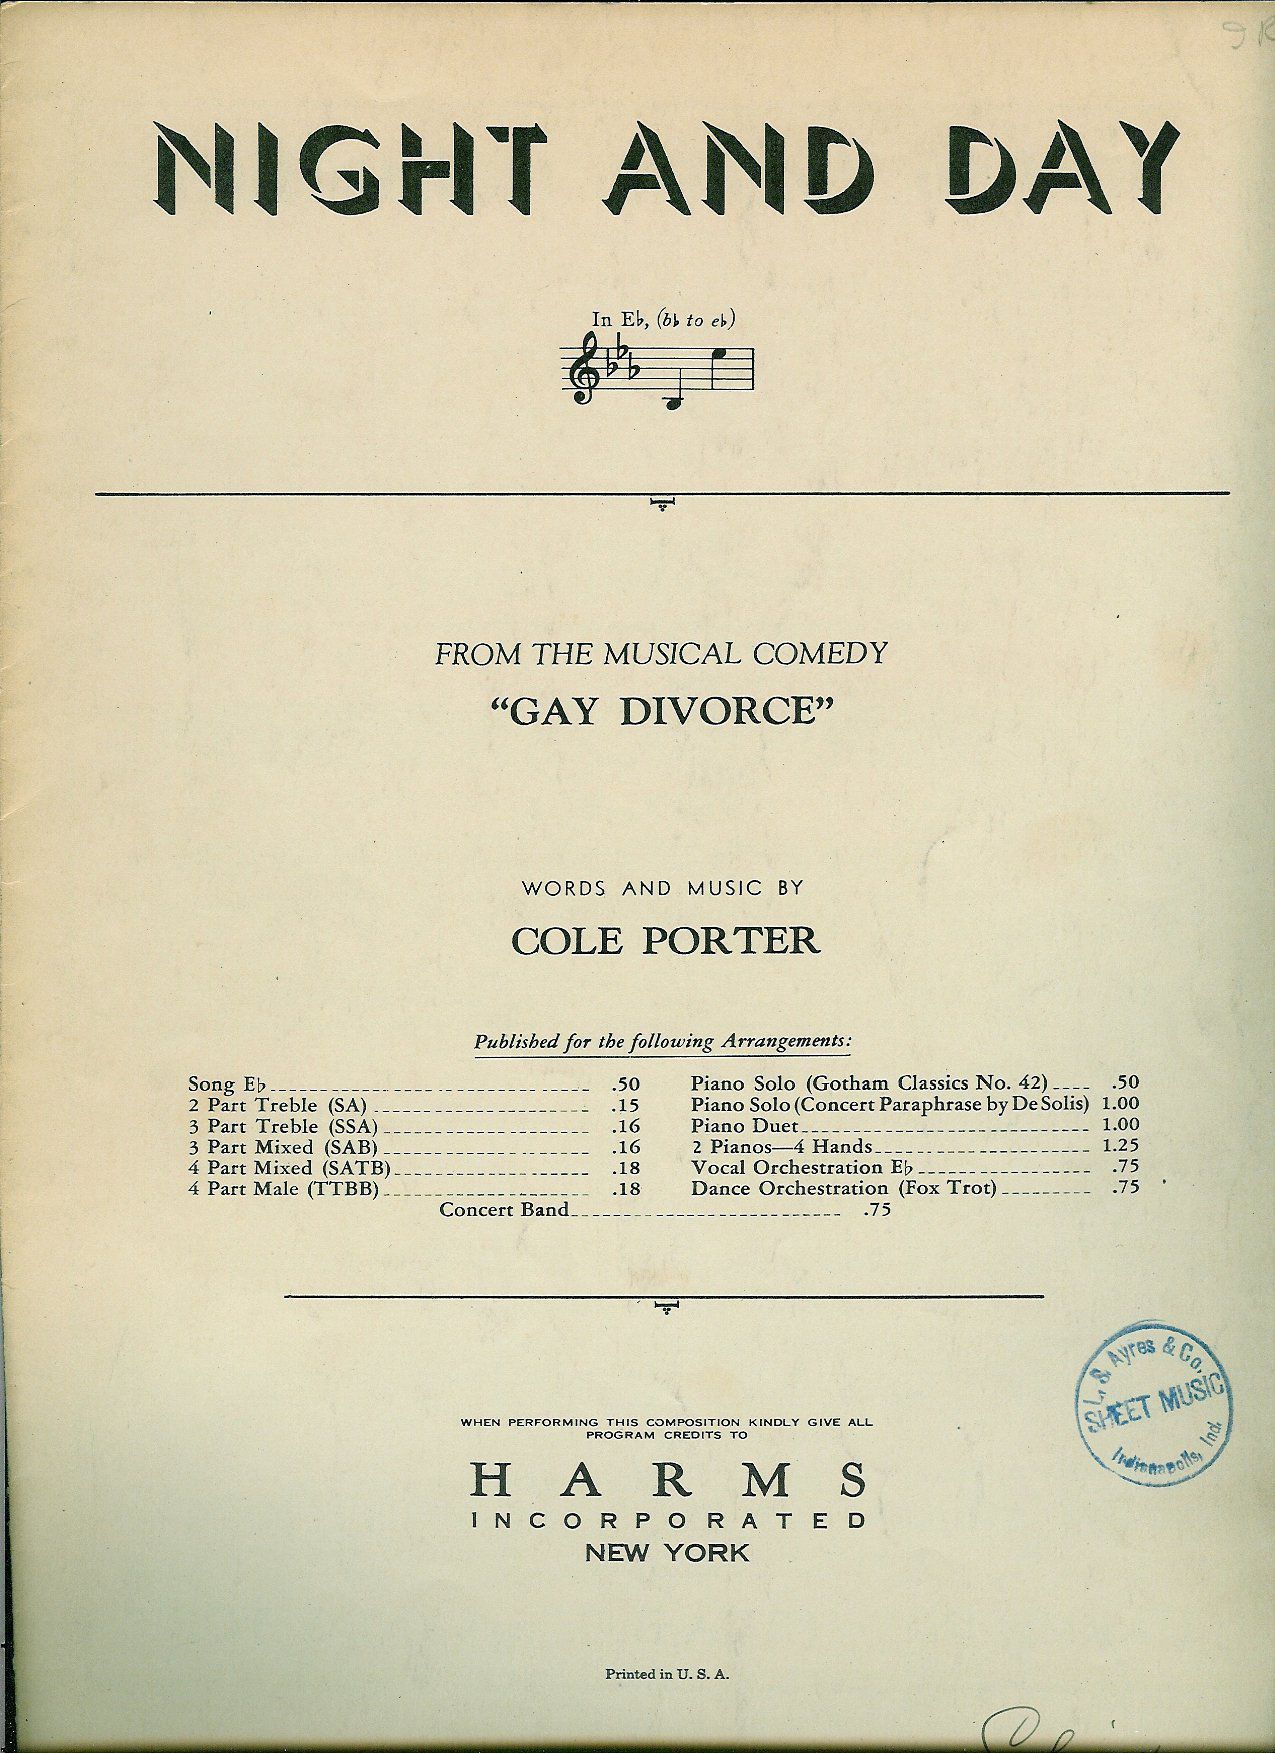 NIGHT AND DAY
In E♭, (b♭ to e♭)
FROM THE MUSICAL COMEDY
“GAY DIVORCE”
WORDS AND MUSIC BY
COLE PORTER
Published for the following Arrangements:
Song E♭ .50
2 Part Treble (SA) .15
3 Part Treble (SSA) .16
3 Part Mixed (SAB) .16
4 Part Mixed (SATB) .18
4 Part Male (TTBB) .18
Piano Solo (Gotham Classics No. 42) .50
Piano Solo (Concert Paraphrase by De Solis) 1.00
Piano Duet 1.00
2 Pianos—4 Hands 1.25
Vocal Orchestration E♭ .75
Dance Orchestration (Fox Trot) .75
Concert Band .75
L. S. Ayres & Co.
SHEET MUSIC
Indianapolis, Ind.
WHEN PERFORMING THIS COMPOSITION KINDLY GIVE ALL
PROGRAM CREDITS TO
HARMS
INCORPORATED
NEW YORK
Printed in U. S. A.